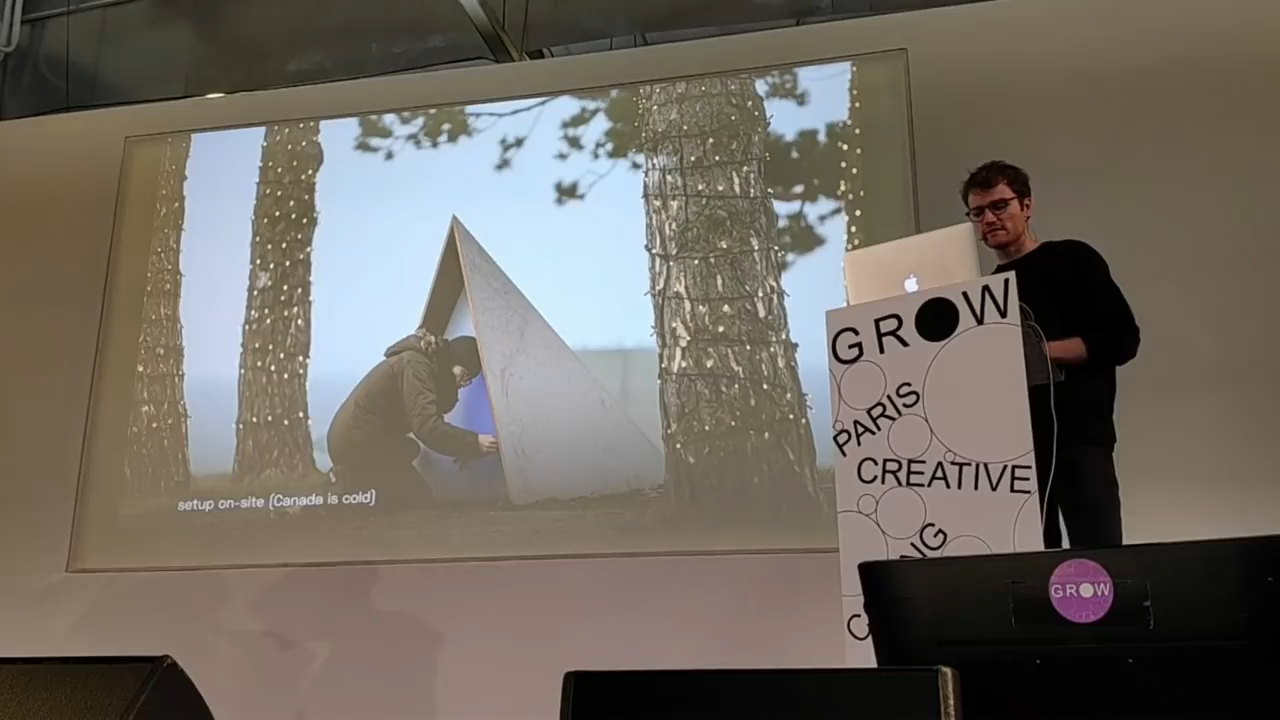 setup on-site (Canada is cold)
GROW
PARIS
CREATIVE
GROW